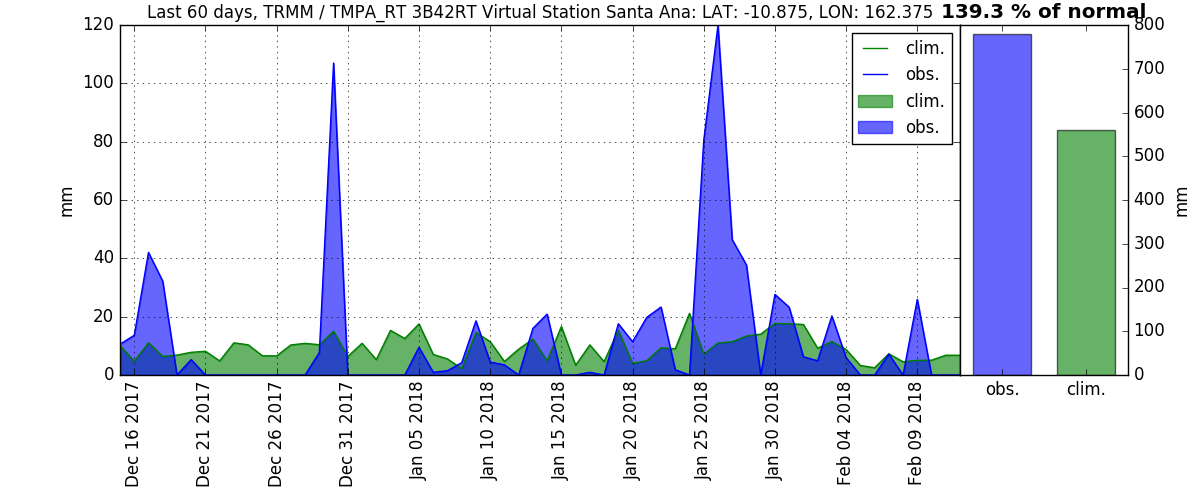 Last 60 days, TRMM / TMPA_RT 3B42RT Virtual Station Santa Ana: LAT: -10.875, LON: 162.375 139.3 % of normal
120
100
80
60
40
20
0
mm
clim.
obs.
clim.
obs.
Dec 16 2017
Dec 21 2017
Dec 26 2017
Dec 31 2017
Jan 05 2018
Jan 10 2018
Jan 15 2018
Jan 20 2018
Jan 25 2018
Jan 30 2018
Feb 04 2018
Feb 09 2018
800
700
600
500
400
300
200
100
0
mm
obs.
clim.